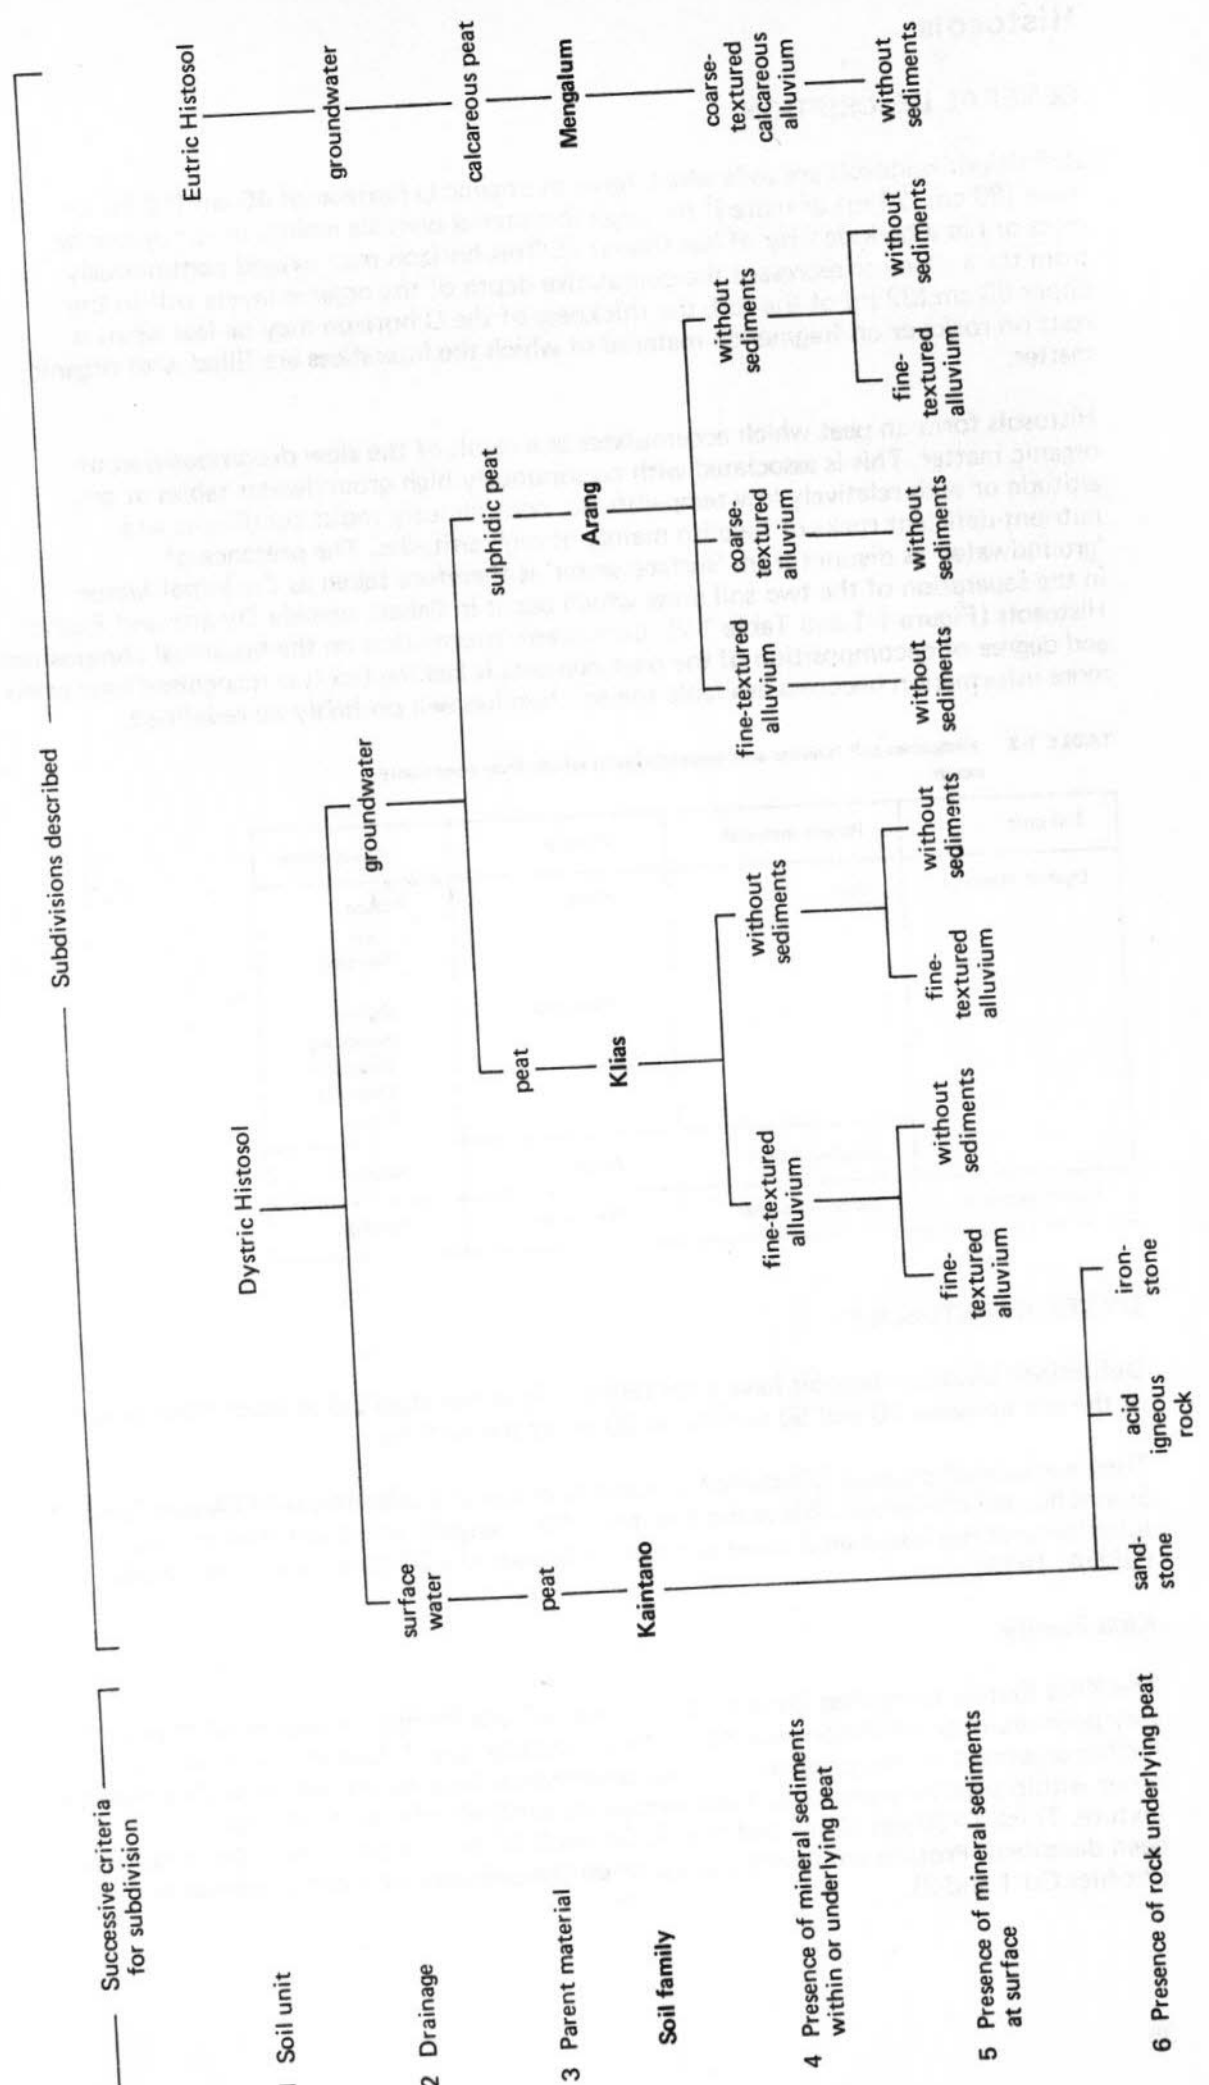 Successive criteria
for subdivision
Subdivisions described
1 Soil unit
Dystric Histosol
Eutric Histosol
2 Drainage
surface
water
groundwater
groundwater
3 Parent material
peat
peat
sulphidic peat
calcareous peat
Soil family
Kaintano
Klias
Arang
Mengalum
4 Presence of mineral sediments
within or underlying peat
fine-textured
alluvium
without
sediments
fine-textured
alluvium
coarse-
textured
alluvium
without
sediments
coarse-
textured
calcareous
alluvium
5 Presence of mineral sediments
at surface
fine-
textured
alluvium
without
sediments
fine-
textured
alluvium
without
sediments
without
sediments
without
sediments
fine-
textured
alluvium
without
sediments
without
sediments
6 Presence of rock underlying peat
sand-
stone
acid
igneous
rock
iron-
stone